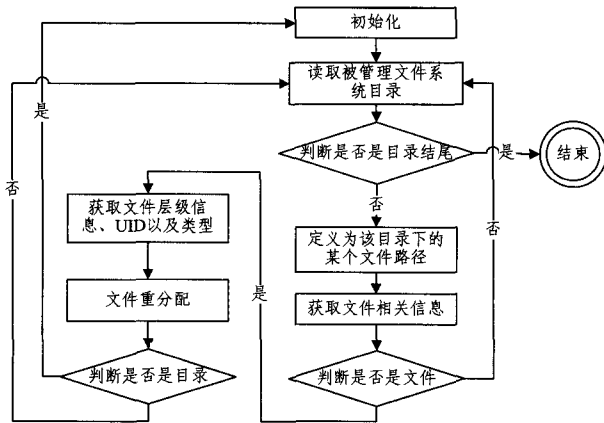 初始化
读取被管理文件系
统目录
是
判断是否是目录结尾
是
结束
否
获取文件层级信
息、UID以及类型
否
否
定义为该目录下的
某个文件路径
文件重分配
是
获取文件相关信息
判断是否是目录
判断是否是文件